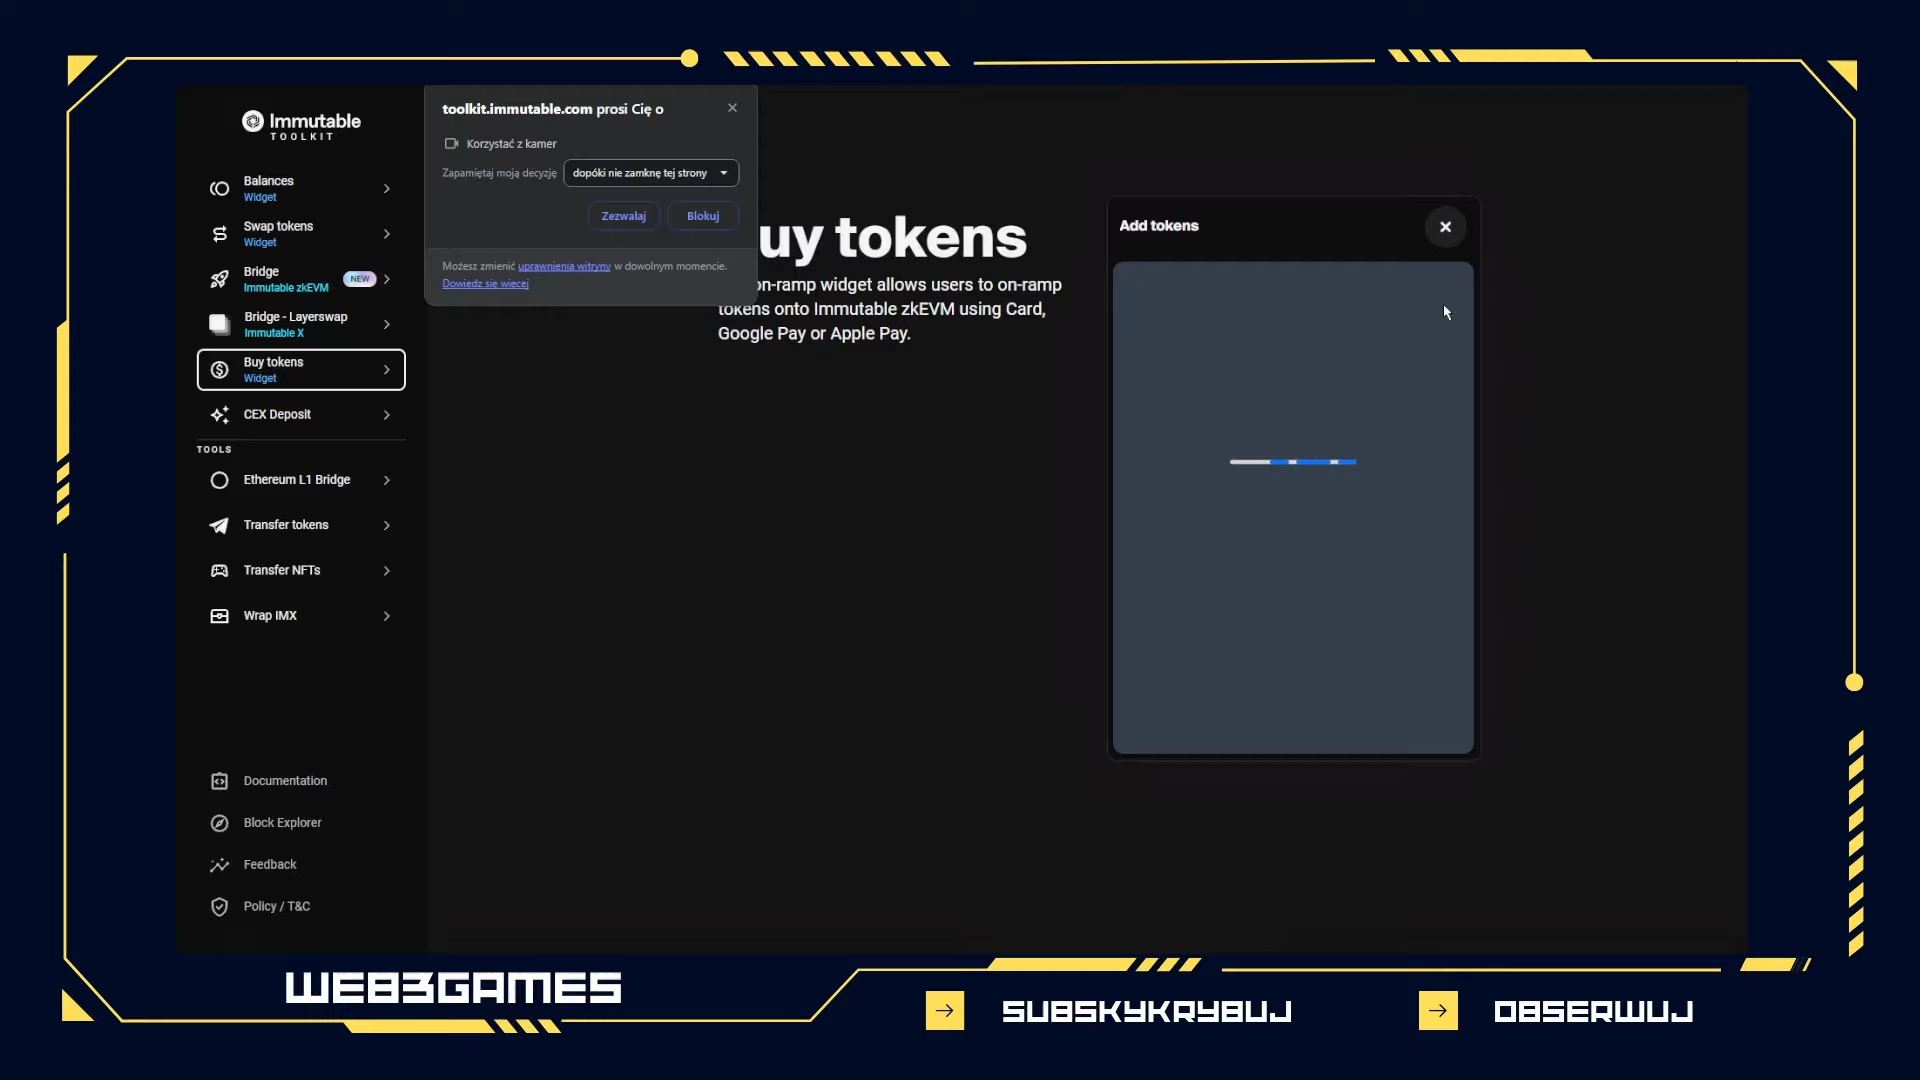 Immutable
TOOLKIT
Balances
Widget
Swap tokens
Widget
Bridge
Immutable zkEVM
NEW
Bridge - Layerswap
Immutable X
Buy tokens
Widget
CEX Deposit
TOOLS
Ethereum L1 Bridge
Transfer tokens
Transfer NFTs
Wrap IMX
Documentation
Block Explorer
Feedback
Policy / T&C
toolkit.immutable.com prosi Cię o
Korzystać z kamer
Zapamiętaj moją decyzję
dopóki nie zamknę tej strony
Zezwalaj
Blokuj
Możesz zmienić uprawnienia witryny w dowolnym momencie.
Dowiedz się więcej
uy tokens
on-ramp widget allows users to on-ramp
tokens onto Immutable zkEVM using Card,
Google Pay or Apple Pay.
Add tokens
WEB3GAMES
SUBSKYKRYBUJ
OBSERWUJ